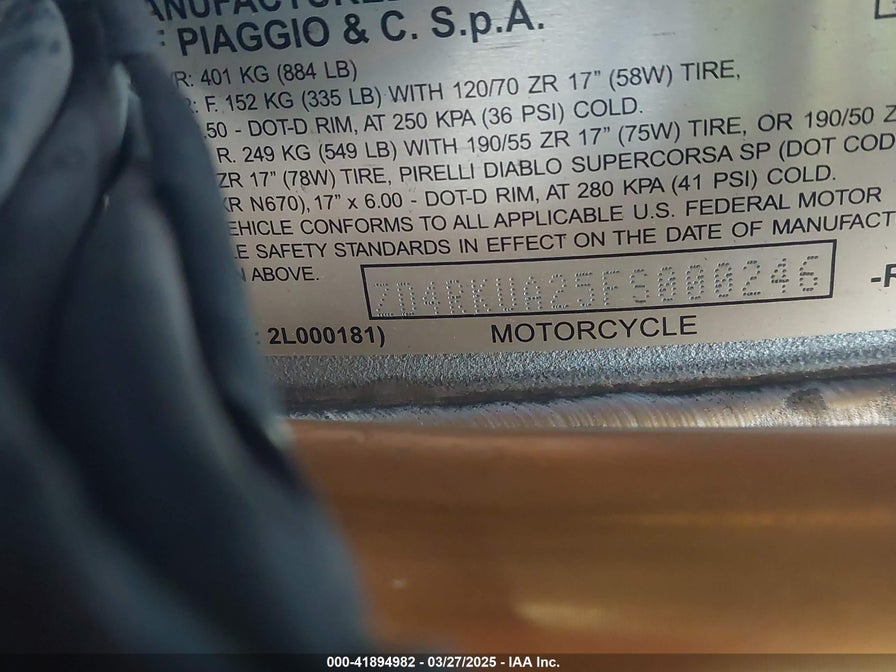 MANUFACTURED
PIAGGIO & C. S.p.A.
R: 401 KG (884 LB)
: F. 152 KG (335 LB) WITH 120/70 ZR 17" (58W) TIRE,
.50 - DOT-D RIM, AT 250 KPA (36 PSI) COLD.
R. 249 KG (549 LB) WITH 190/55 ZR 17" (75W) TIRE, OR 190/50 Z
ZR 17" (78W) TIRE, PIRELLI DIABLO SUPERCORSA SP (DOT COD
R N670), 17" x 6.00 - DOT-D RIM, AT 280 KPA (41 PSI) COLD.
EHICLE CONFORMS TO ALL APPLICABLE U.S. FEDERAL MOTOR
E SAFETY STANDARDS IN EFFECT ON THE DATE OF MANUFACT
ABOVE.
ZD4RKUA25FS000246
-F
: 2L000181)
MOTORCYCLE
000-41894982 - 03/27/2025 - IAA Inc.